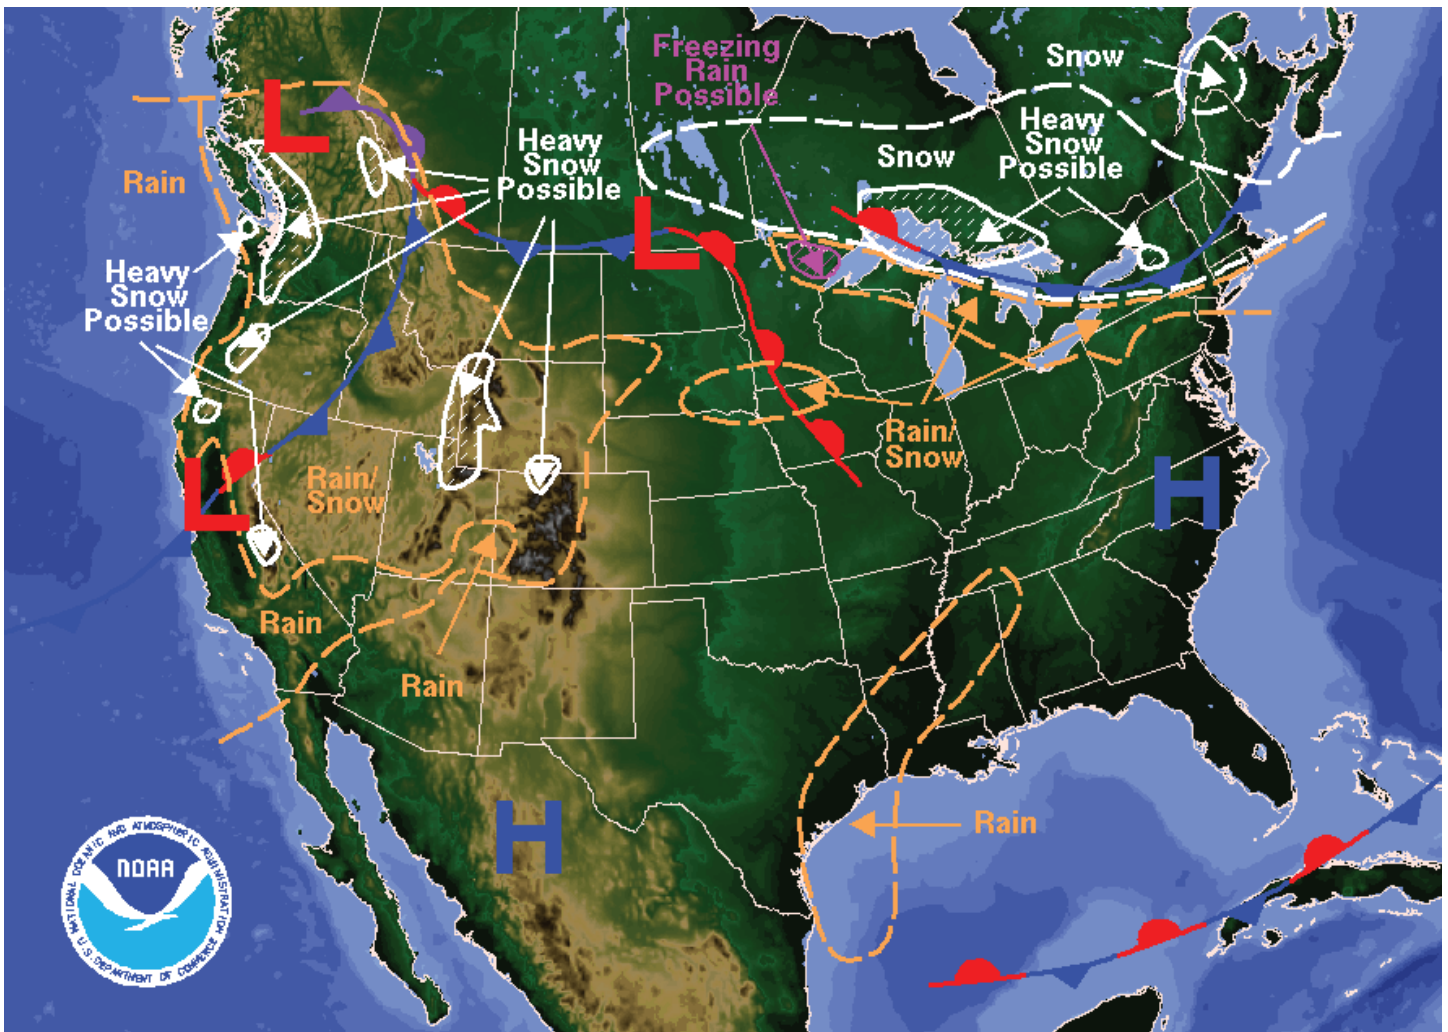 Freezing
Rain
Possible
Snow
L
Heavy
Snow
Possible
Heavy
Snow
Possible
Snow
Rain
L
Heavy
Snow
Possible
Rain/
Snow
Rain/
Snow
L
H
Rain
Rain
H
Rain
NOAA
NATIONAL OCEANIC AND ATMOSPHERIC ADMINISTRATION
U.S. DEPARTMENT OF COMMERCE